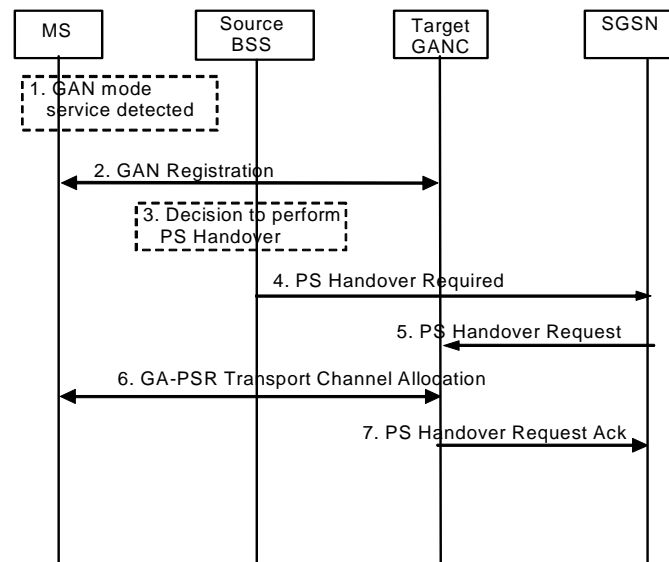 MS
Source
BSS
Target
GANC
SGSN
1. GAN mode
service detected
2. GAN Registration
3. Decision to perform
PS Handover
4. PS Handover Required
5. PS Handover Request
6. GA-PSR Transport Channel Allocation
7. PS Handover Request Ack